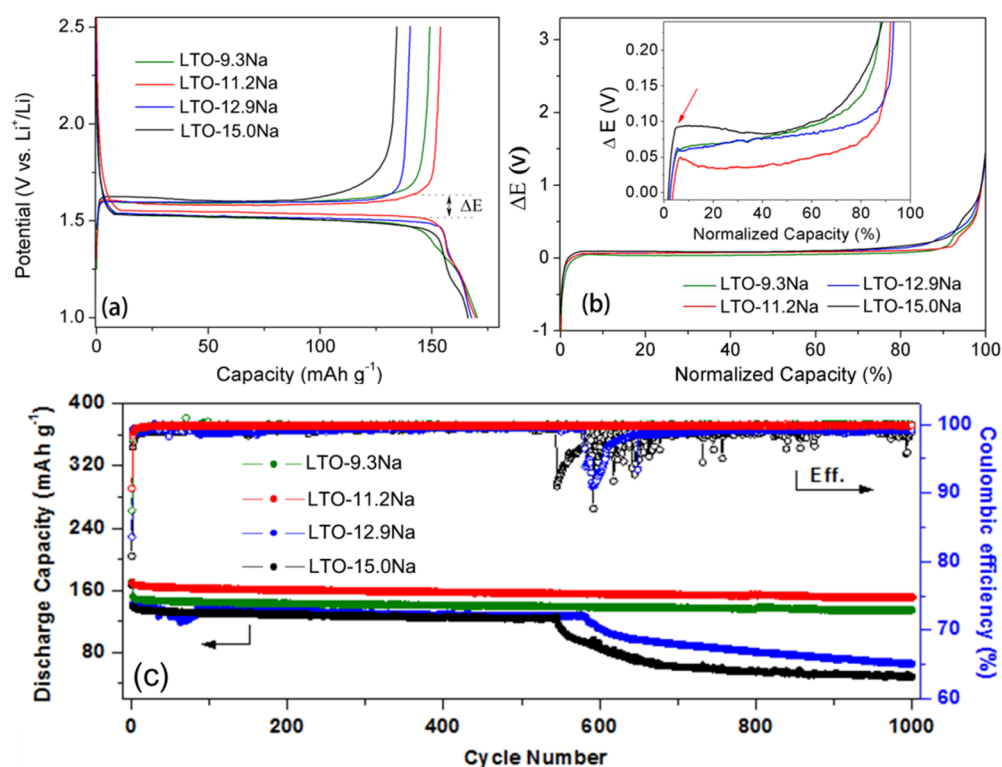 (a)
2.5
2.0
1.5
1.0
Potential (V vs. Li⁺/Li)
LTO-9.3Na
LTO-11.2Na
LTO-12.9Na
LTO-15.0Na
ΔE
0
50
100
150
Capacity (mAh g⁻¹)
(b)
3
2
1
0
-1
ΔE (V)
0.20
0.15
0.10
0.05
0.00
Δ E (V)
0 20 40 60 80 100
Normalized Capacity (%)
LTO-9.3Na
LTO-12.9Na
LTO-11.2Na
LTO-15.0Na
0 20 40 60 80 100
Normalized Capacity (%)
(c)
400
320
240
160
80
Discharge Capacity (mAh g⁻¹)
LTO-9.3Na
LTO-11.2Na
LTO-12.9Na
LTO-15.0Na
Eff.
100
90
80
70
60
Coulombic efficiency (%)
0 200 400 600 800 1000
Cycle Number